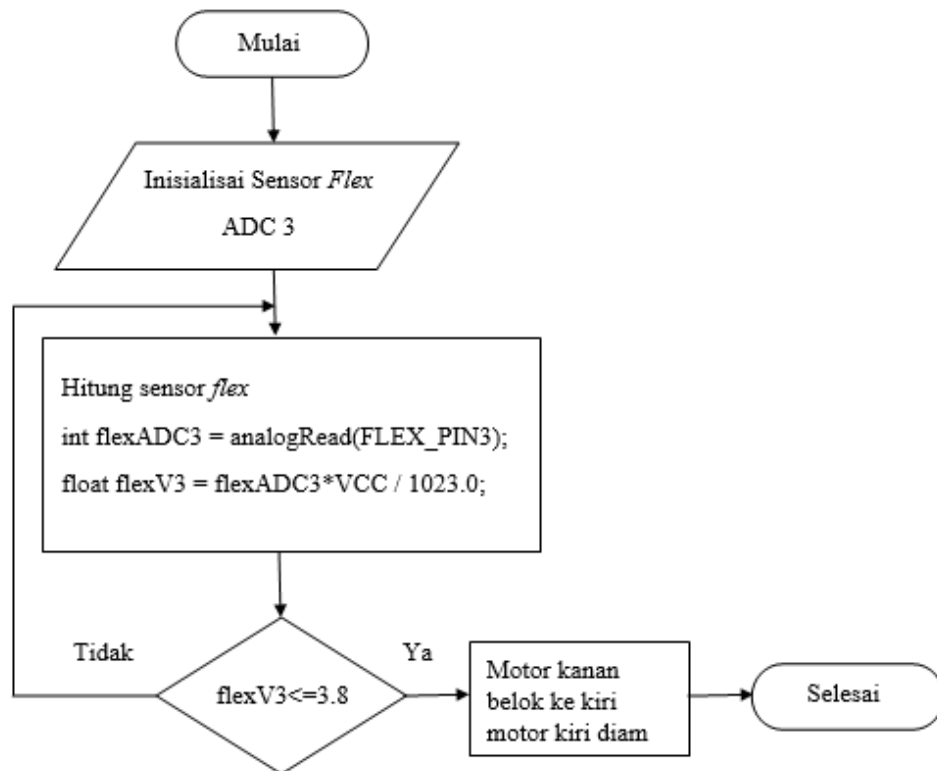 Mulai
Inisialisai Sensor Flex
ADC 3
Hitung sensor flex
int flexADC3 = analogRead(FLEX_PIN3);
float flexV3 = flexADC3*VCC / 1023.0;
Tidak
Ya
flexV3<=3.8
Motor kanan
belok ke kiri
motor kiri diam
Selesai